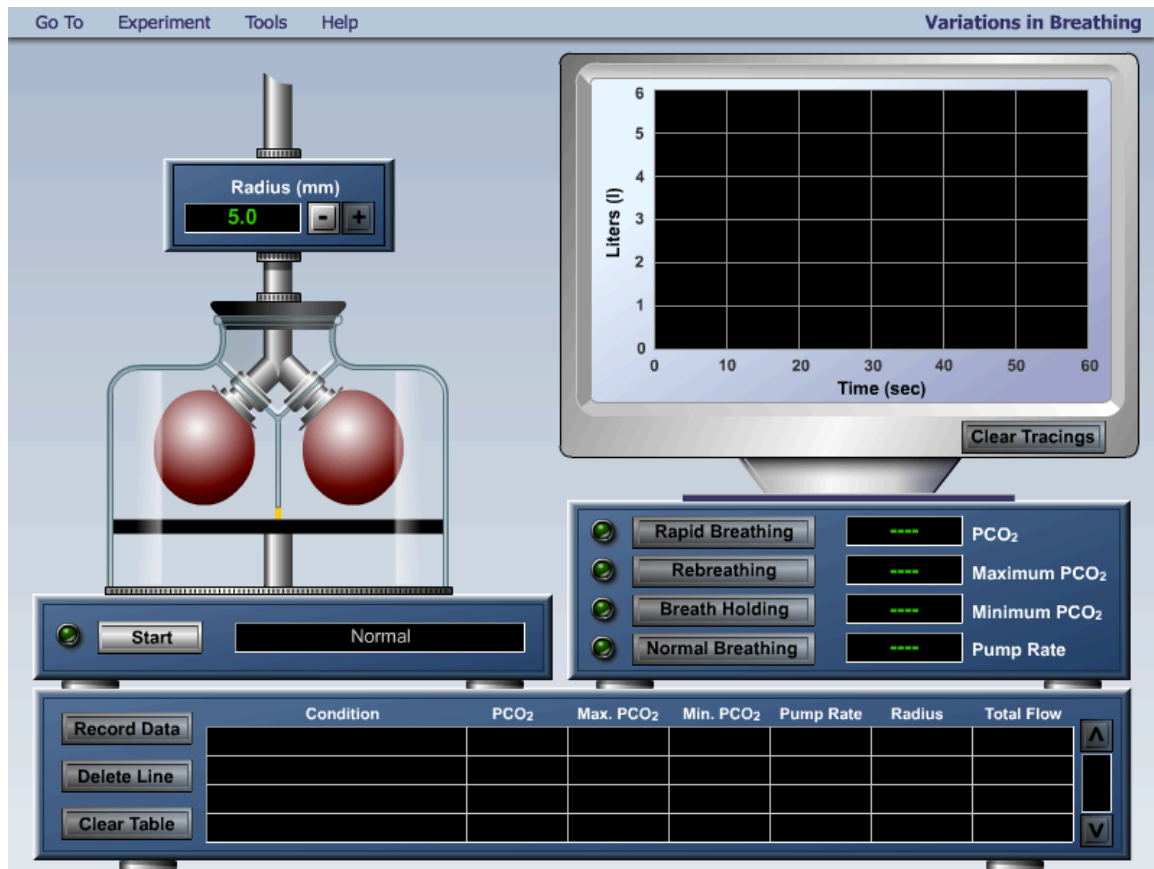 Go To Experiment Tools Help Variations in Breathing
Radius (mm)
5.0 - +
6
5
4
3
2
1
0
Liters (l)
0 10 20 30 40 50 60
Time (sec)
Clear Tracings
Rapid Breathing ---- PCO₂
Rebreathing ---- Maximum PCO₂
Breath Holding ---- Minimum PCO₂
Normal Breathing ---- Pump Rate
Start Normal
Condition PCO₂ Max. PCO₂ Min. PCO₂ Pump Rate Radius Total Flow
Record Data
Delete Line
Clear Table